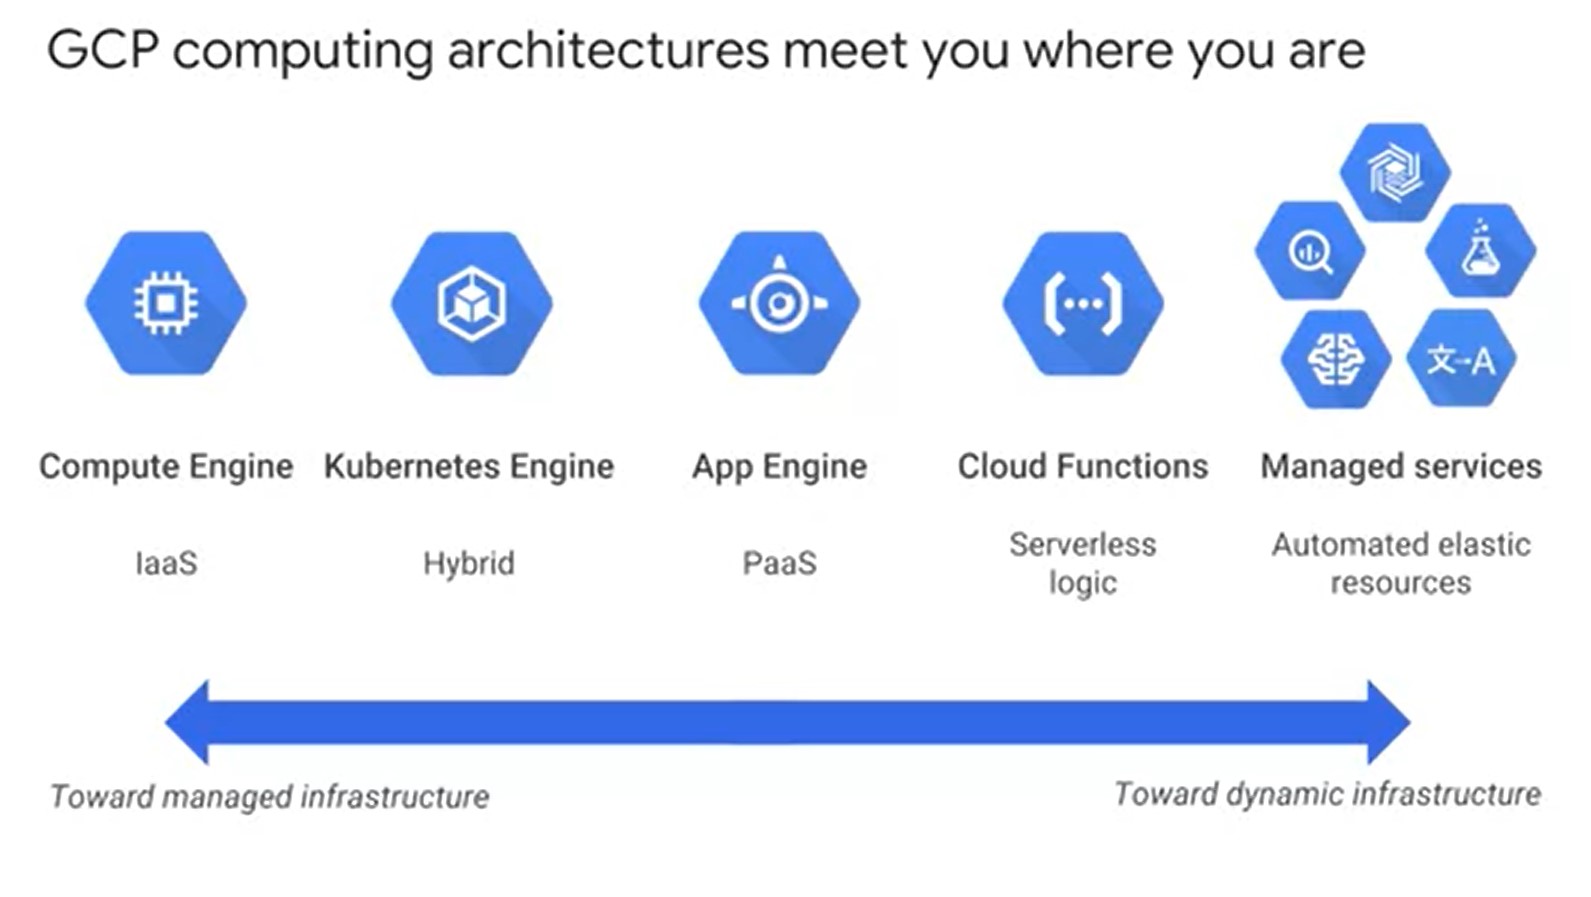 GCP computing architectures meet you where you are
文-A
Compute Engine
Kubernetes Engine
App Engine
Cloud Functions
Managed services
IaaS
Hybrid
PaaS
Serverless
logic
Automated elastic
resources
Toward managed infrastructure
Toward dynamic infrastructure